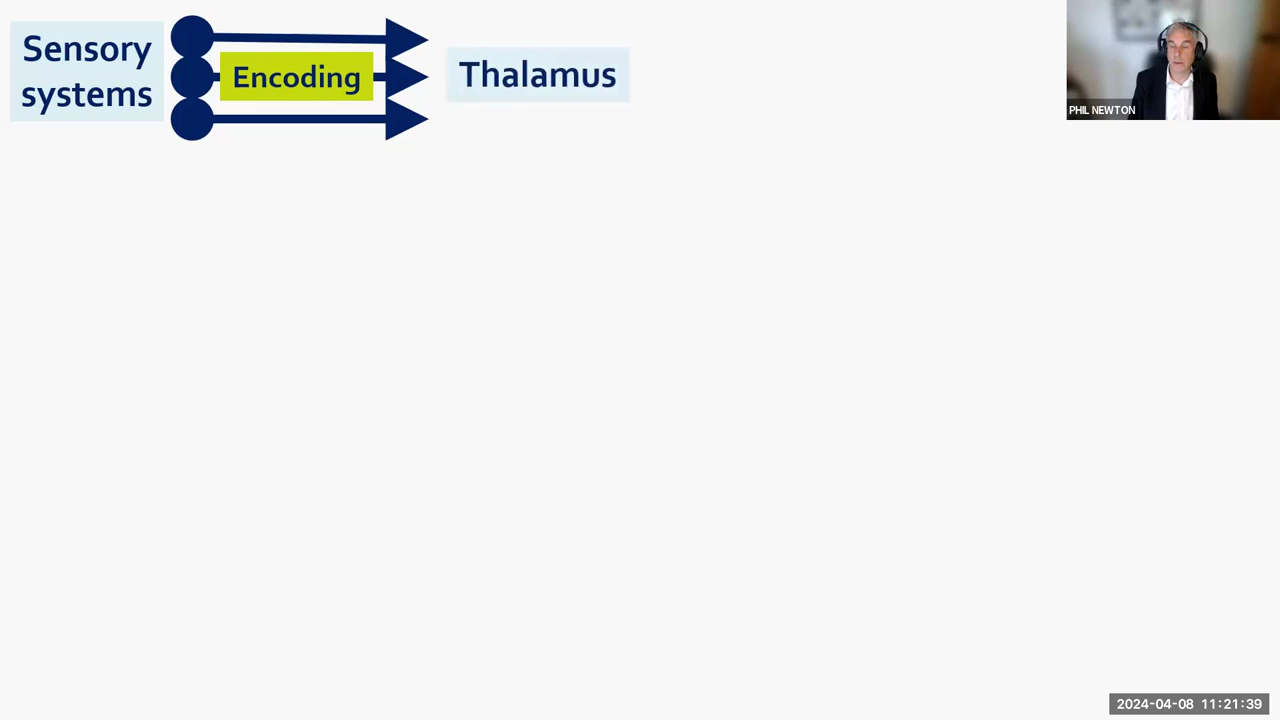 Sensory
systems
Encoding
Thalamus
PHIL NEWTON
2024-04-08 11:21:39